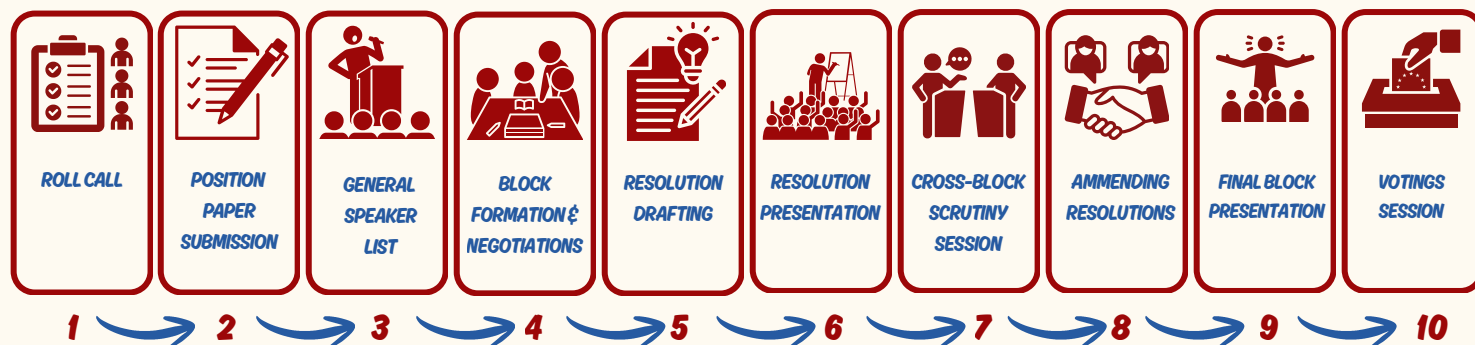 ROLL CALL
POSITION
PAPER
SUBMISSION
GENERAL
SPEAKER
LIST
BLOCK
FORMATION &
NEGOTIATIONS
RESOLUTION
DRAFTING
RESOLUTION
PRESENTATION
CROSS-BLOCK
SCRUTINY
SESSION
AMMENDING
RESOLUTIONS
FINAL BLOCK
PRESENTATION
VOTINGS
SESSION
1 2 3 4 5 6 7 8 9 10